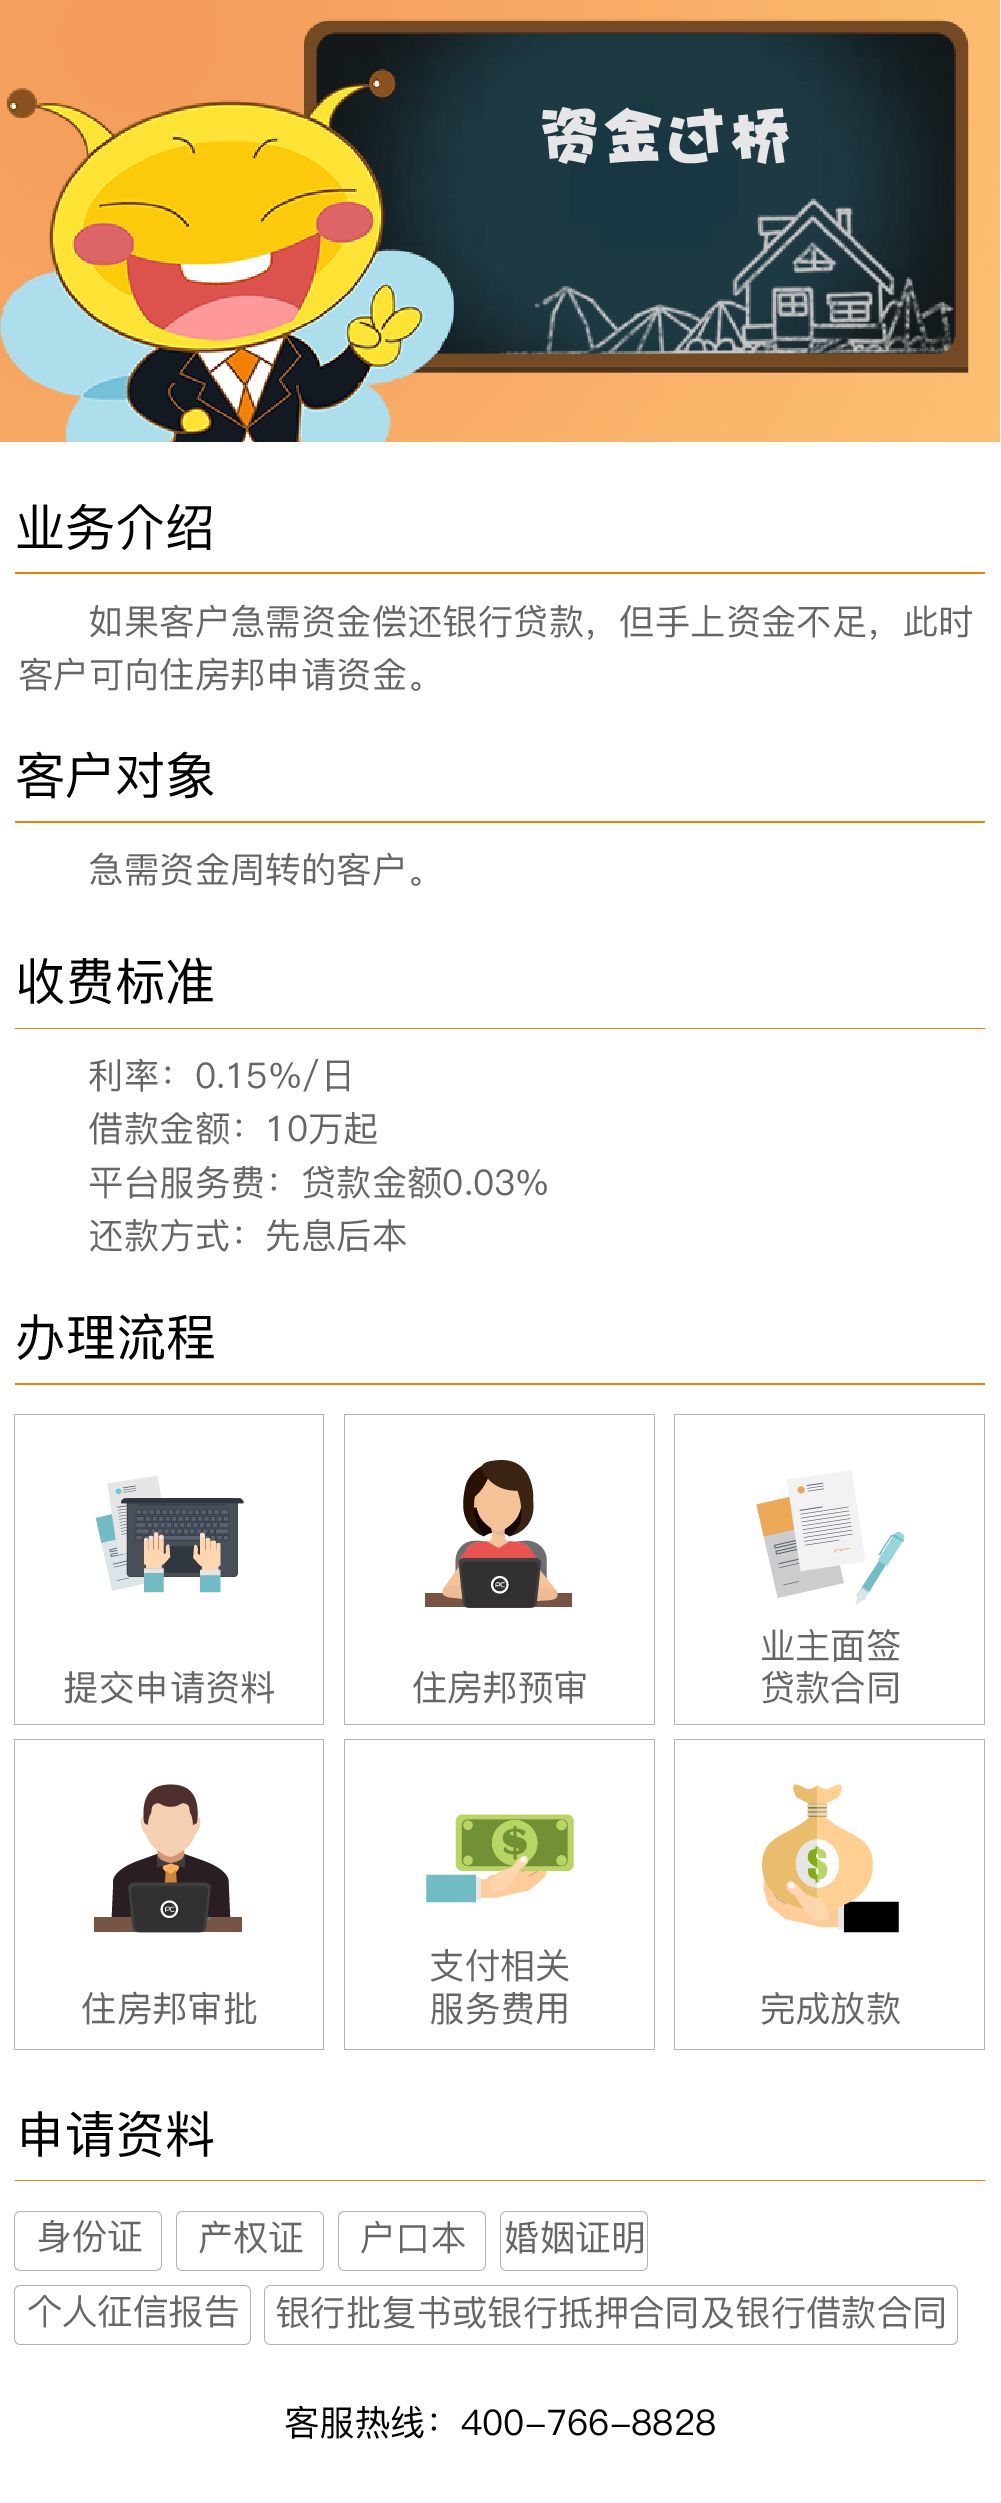 资金过桥
业务介绍
如果客户急需资金偿还银行贷款，但手上资金不足，此时
客户可向住房邦申请资金。
客户对象
急需资金周转的客户。
收费标准
利率：0.15%/日
借款金额：10万起
平台服务费：贷款金额0.03%
还款方式：先息后本
办理流程
提交申请资料
住房邦预审
业主面签
贷款合同
住房邦审批
支付相关
服务费用
完成放款
申请资料
身份证 产权证 户口本 婚姻证明
个人征信报告 银行批复书或银行抵押合同及银行借款合同
客服热线：400-766-8828